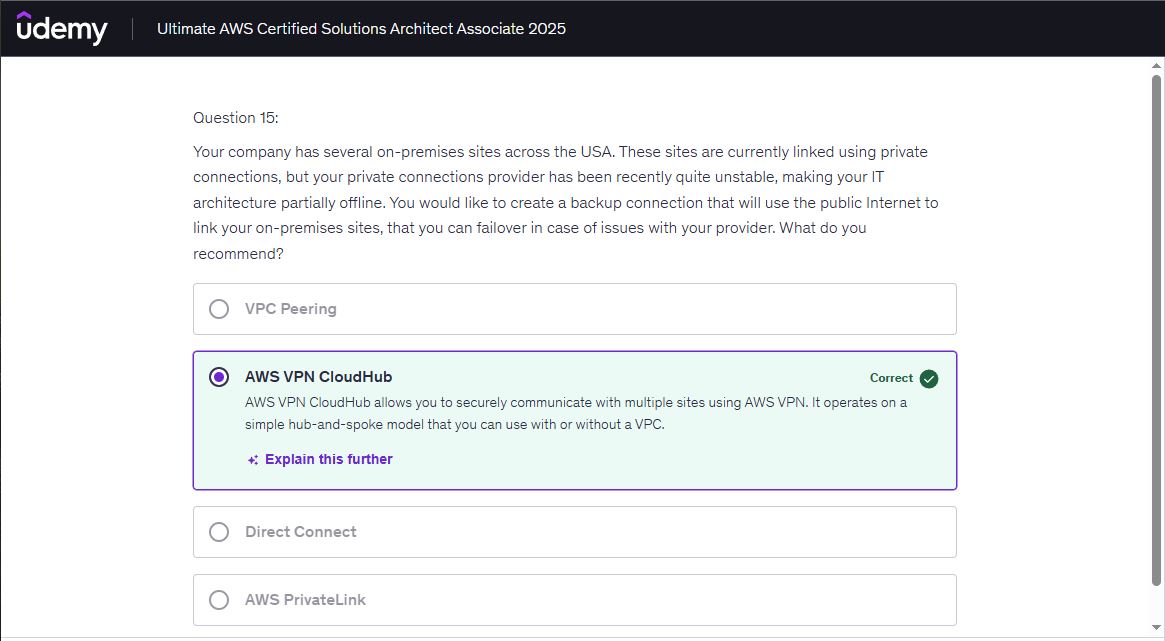 udemy
Ultimate AWS Certified Solutions Architect Associate 2025
Question 15:
Your company has several on-premises sites across the USA. These sites are currently linked using private
connections, but your private connections provider has been recently quite unstable, making your IT
architecture partially offline. You would like to create a backup connection that will use the public Internet to
link your on-premises sites, that you can failover in case of issues with your provider. What do you
recommend?
VPC Peering
AWS VPN CloudHub
Correct
AWS VPN CloudHub allows you to securely communicate with multiple sites using AWS VPN. It operates on a
simple hub-and-spoke model that you can use with or without a VPC.
Explain this further
Direct Connect
AWS PrivateLink